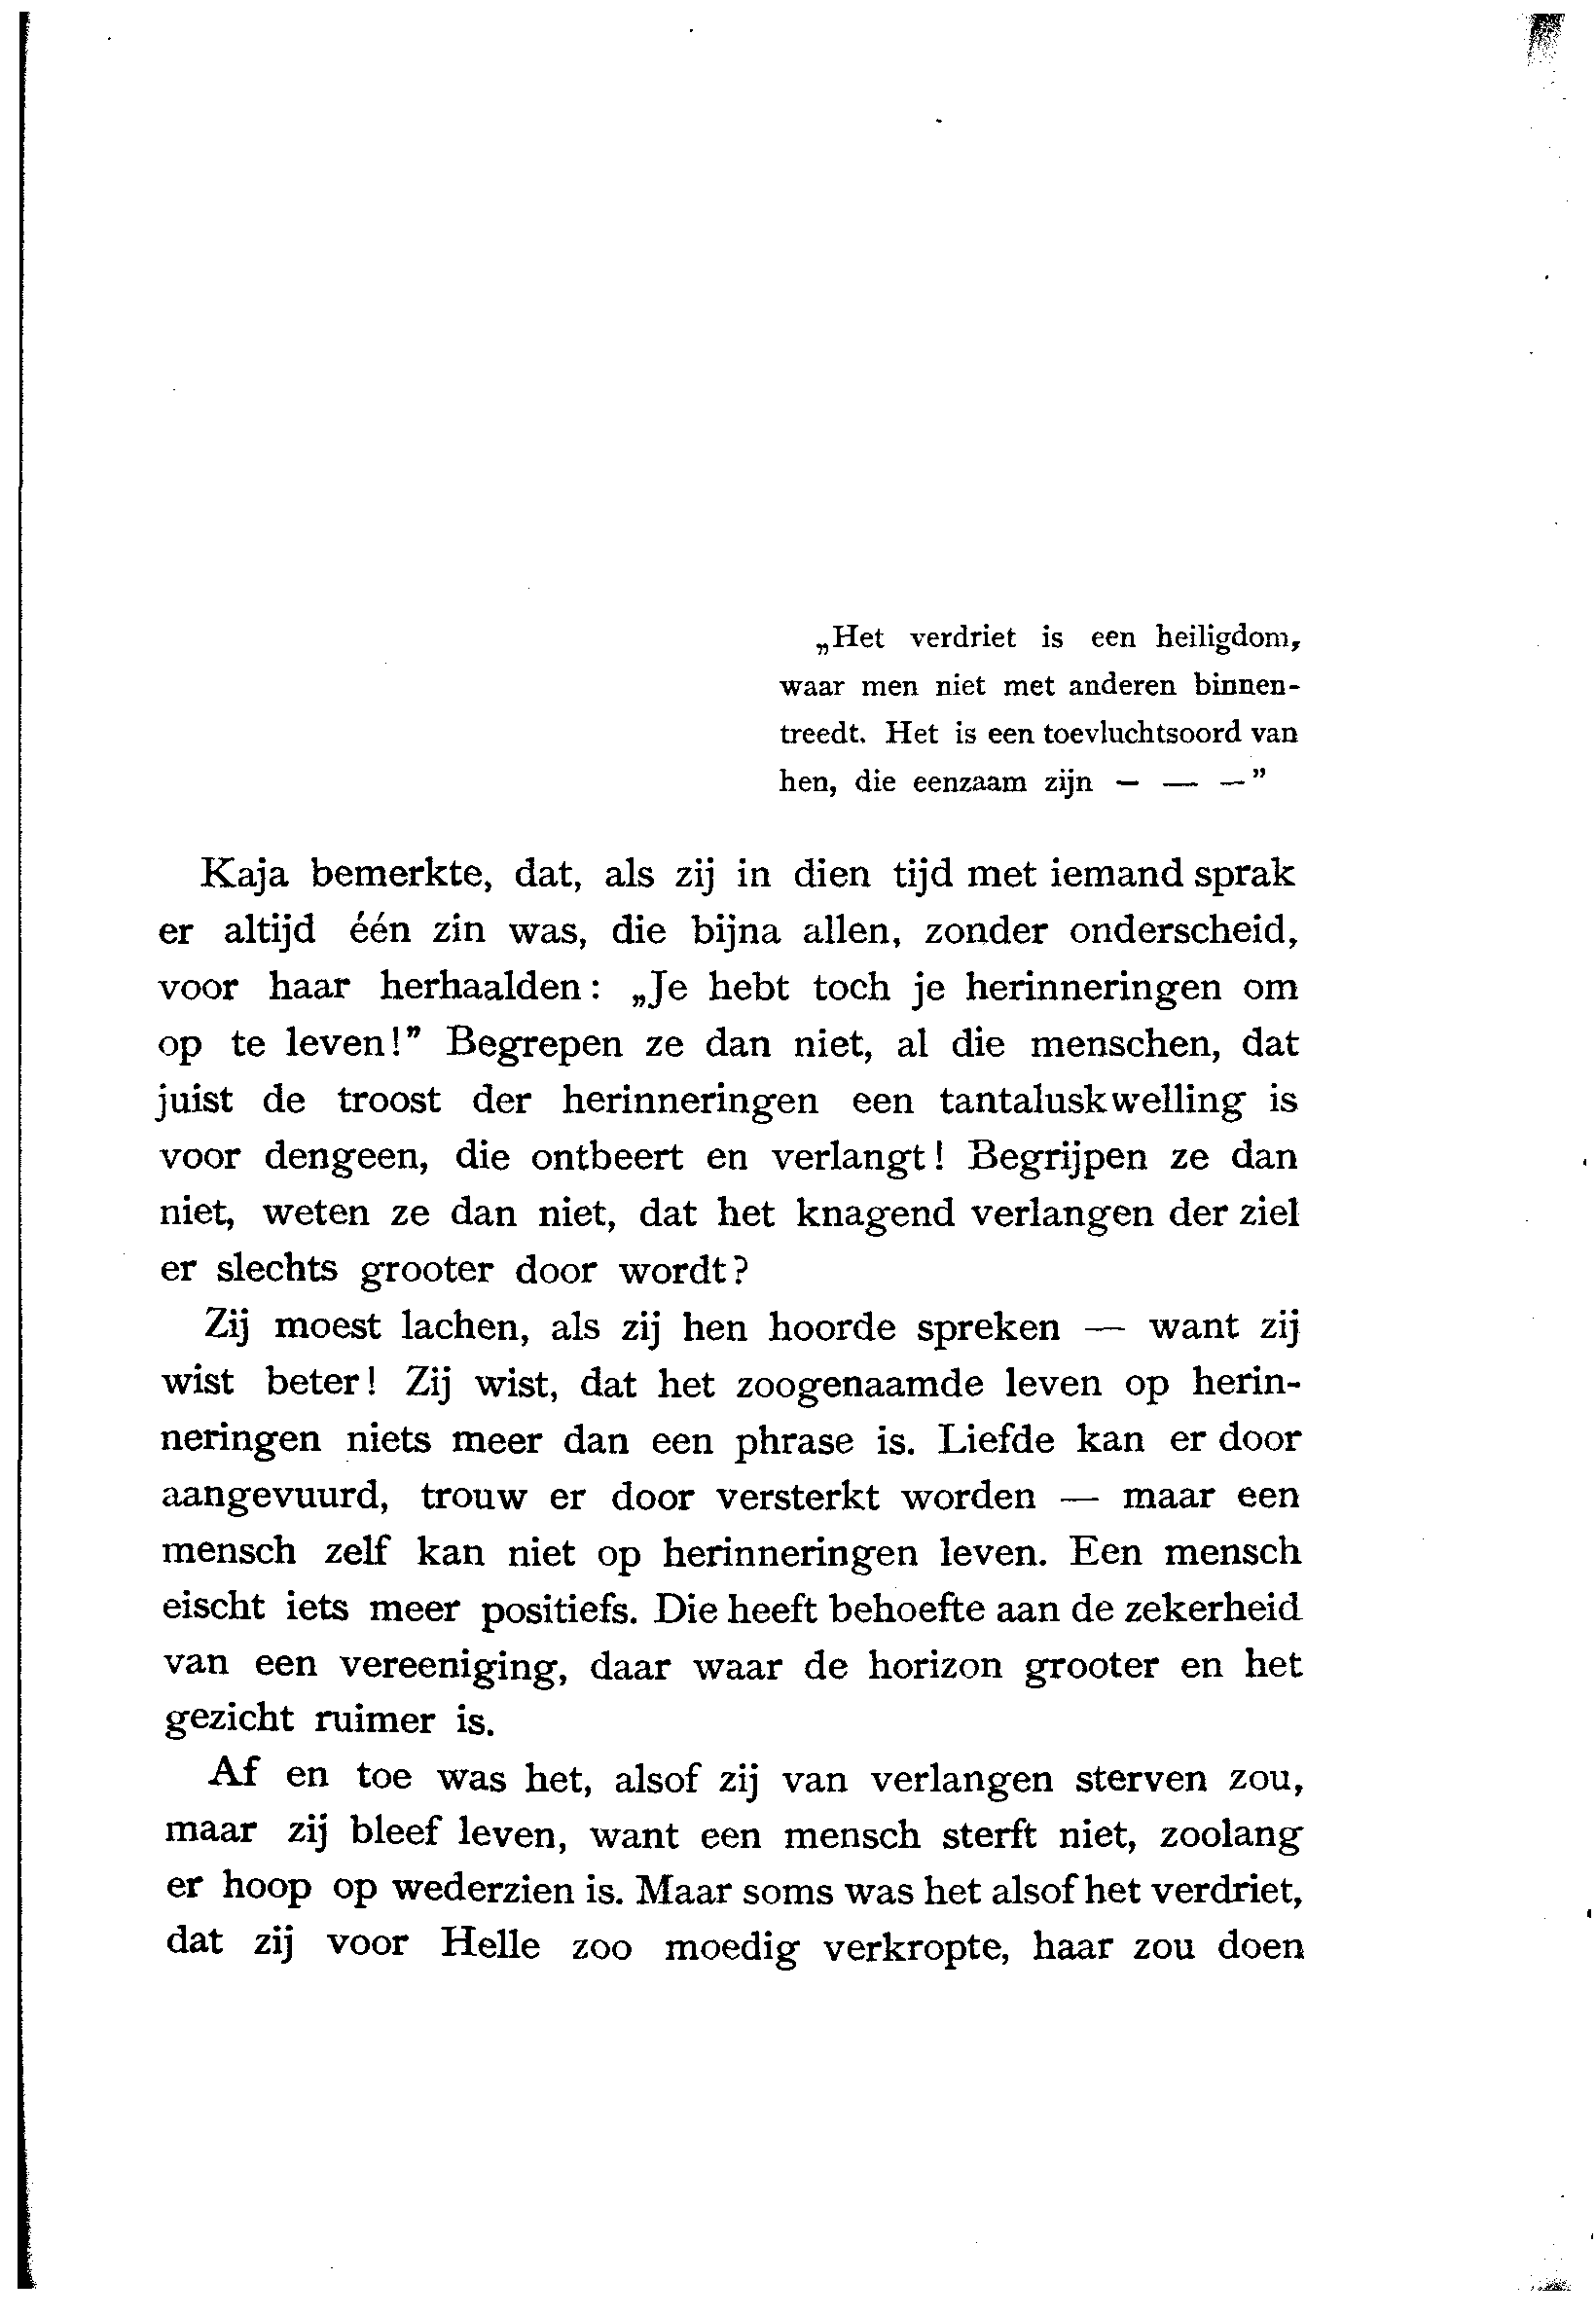 „Het verdriet is een heiligdom,
waar men niet met anderen binnen-
treedt. Het is een toevluchtsoord van
hen, die eenzaam zijn — — —”
Kaja bemerkte, dat, als zij in dien tijd met iemand sprak
er altijd één zin was, die bijna allen, zonder onderscheid,
voor haar herhaalden: „Je hebt toch je herinneringen om
op te leven!” Begrepen ze dan niet, al die menschen, dat
juist de troost der herinneringen een tantaluskwelling is
voor dengeen, die ontbeert en verlangt! Begrijpen ze dan
niet, weten ze dan niet, dat het knagend verlangen der ziel
er slechts grooter door wordt?
Zij moest lachen, als zij hen hoorde spreken — want zij
wist beter! Zij wist, dat het zoogenaamde leven op herin-
neringen niets meer dan een phrase is. Liefde kan er door
aangevuurd, trouw er door versterkt worden — maar een
mensch zelf kan niet op herinneringen leven. Een mensch
eischt iets meer positiefs. Die heeft behoefte aan de zekerheid
van een vereeniging, daar waar de horizon grooter en het
gezicht ruimer is.
Af en toe was het, alsof zij van verlangen sterven zou,
maar zij bleef leven, want een mensch sterft niet, zoolang
er hoop op wederzien is. Maar soms was het alsof het verdriet,
dat zij voor Helle zoo moedig verkropte, haar zou doen